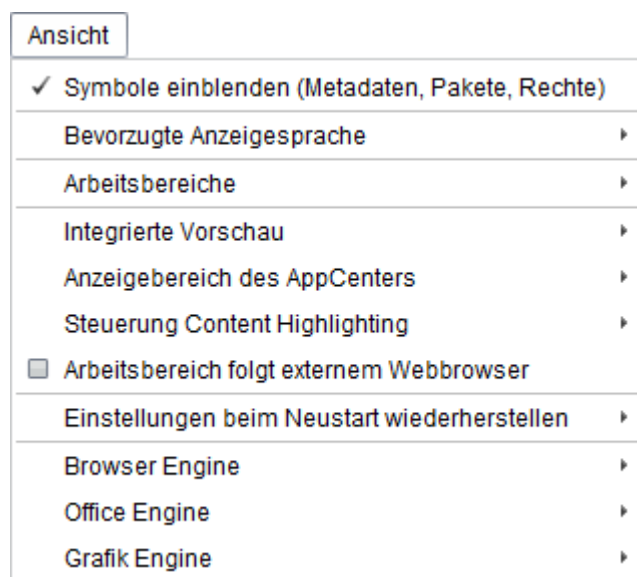 Ansicht
Symbole einblenden (Metadaten, Pakete, Rechte)
Bevorzugte Anzeigesprache
Arbeitsbereiche
Integrierte Vorschau
Anzeigebereich des AppCenters
Steuerung Content Highlighting
Arbeitsbereich folgt externem Webbrowser
Einstellungen beim Neustart wiederherstellen
Browser Engine
Office Engine
Grafik Engine